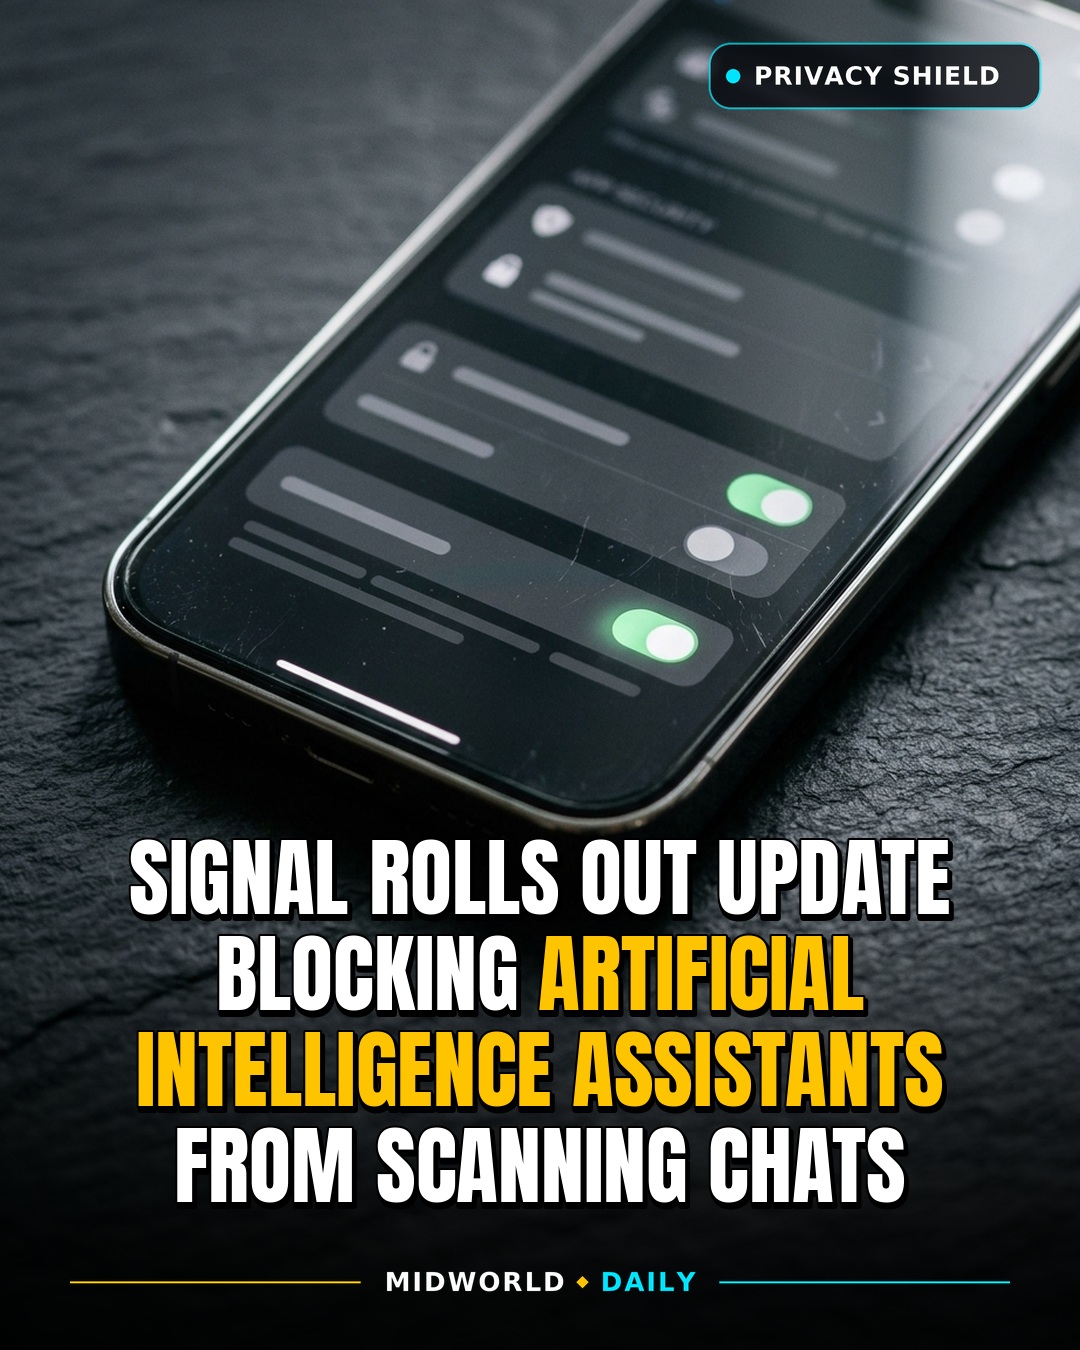 PRIVACY SHIELD
SIGNAL ROLLS OUT UPDATE
BLOCKING ARTIFICIAL
INTELLIGENCE ASSISTANTS
FROM SCANNING CHATS
MIDWORLD DAILY